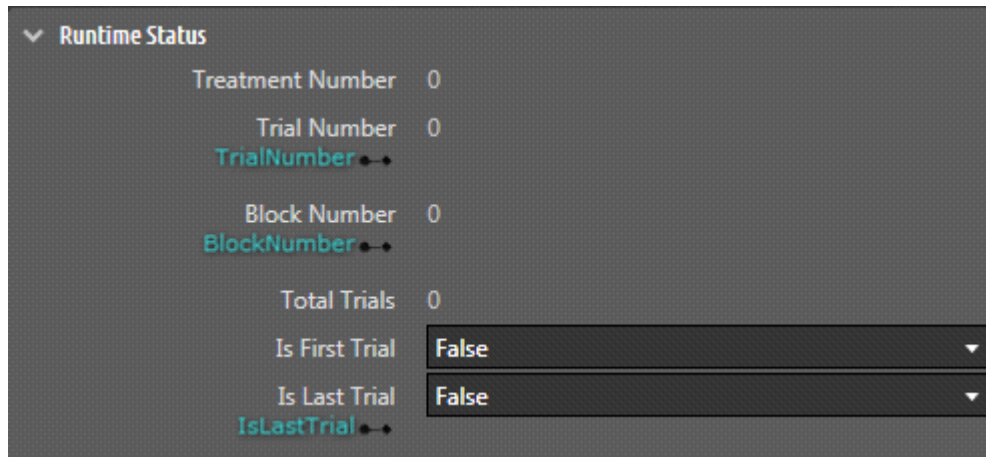 Runtime Status
Treatment Number 0
Trial Number 0
TrialNumber
Block Number 0
BlockNumber
Total Trials 0
Is First Trial False
Is Last Trial False
IsLastTrial